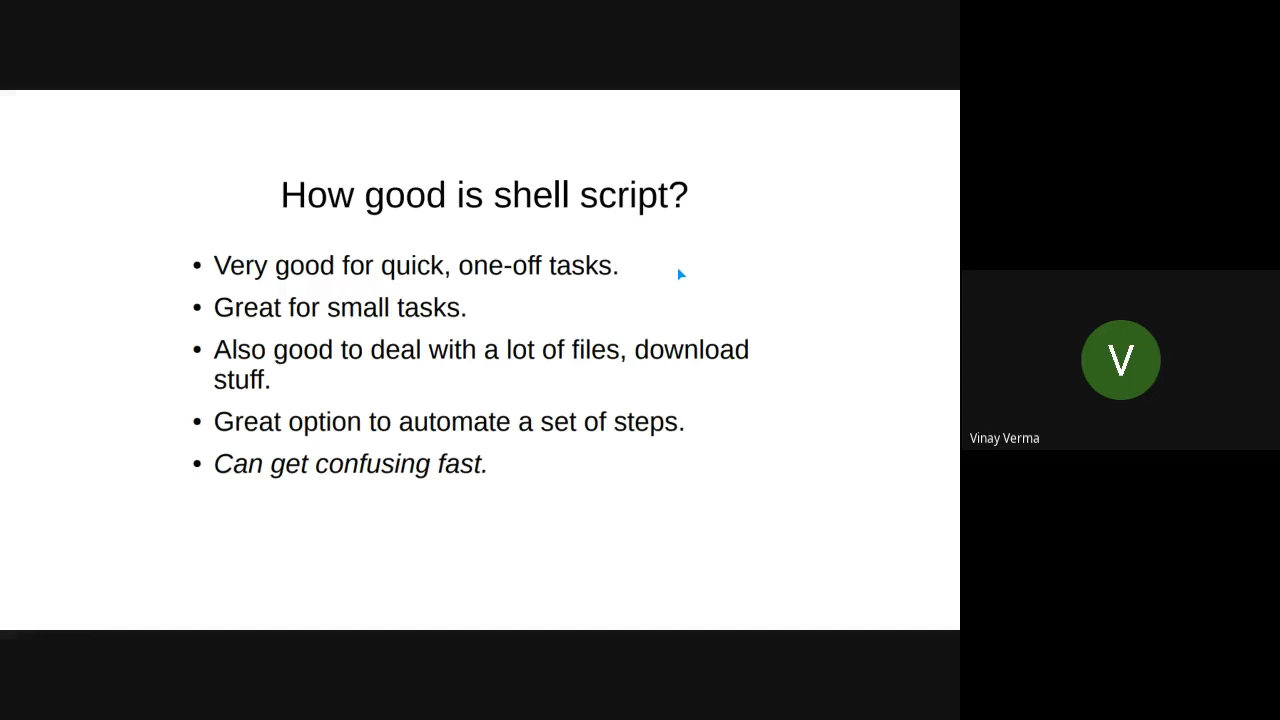 How good is shell script?
• Very good for quick, one-off tasks.
• Great for small tasks.
• Also good to deal with a lot of files, download
stuff.
• Great option to automate a set of steps.
• Can get confusing fast.
V
Vinay Verma